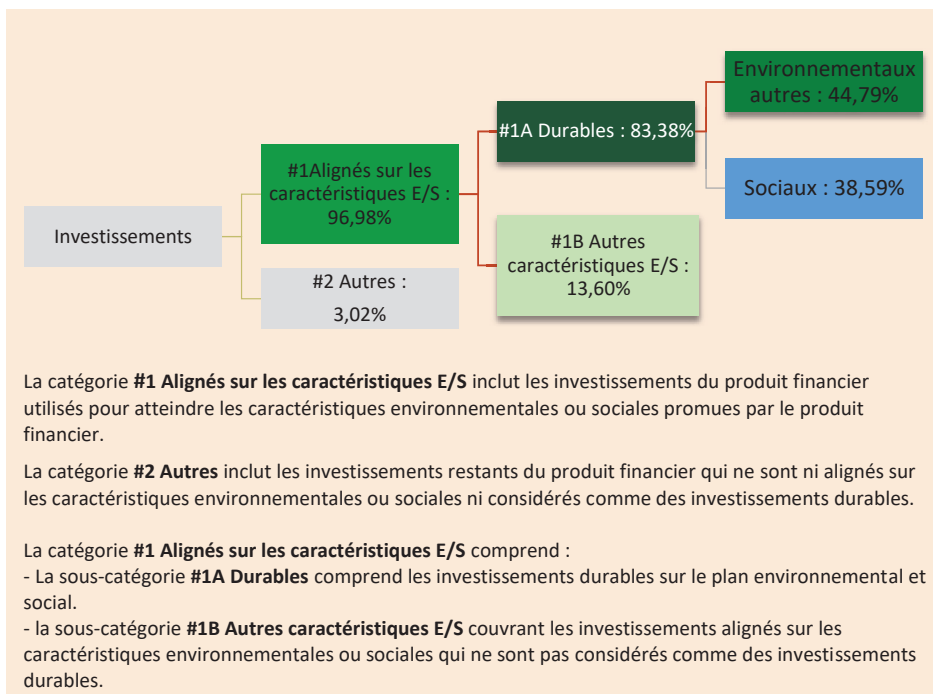 Investissements
#1Alignés sur les
caractéristiques E/S :
96,98%
#2 Autres :
3,02%
#1A Durables : 83,38%
#1B Autres
caractéristiques E/S :
13,60%
Environnementaux
autres : 44,79%
Sociaux : 38,59%
La catégorie #1 Alignés sur les caractéristiques E/S inclut les investissements du produit financier
utilisés pour atteindre les caractéristiques environnementales ou sociales promues par le produit
financier.
La catégorie #2 Autres inclut les investissements restants du produit financier qui ne sont ni alignés sur
les caractéristiques environnementales ou sociales ni considérés comme des investissements durables.
La catégorie #1 Alignés sur les caractéristiques E/S comprend :
- La sous-catégorie #1A Durables comprend les investissements durables sur le plan environnemental et
social.
- la sous-catégorie #1B Autres caractéristiques E/S couvrant les investissements alignés sur les
caractéristiques environnementales ou sociales qui ne sont pas considérés comme des investissements
durables.